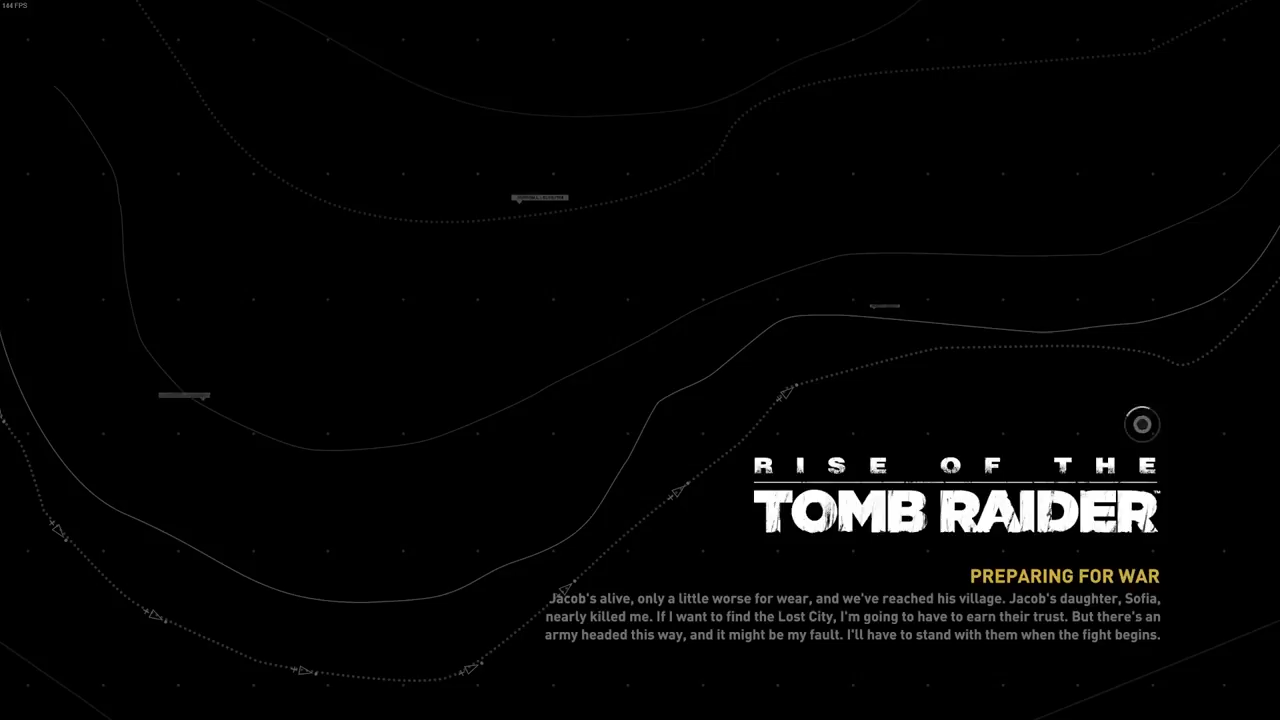 144 FPS
RISE OF THE
TOMB RAIDER™
PREPARING FOR WAR
Jacob's alive, only a little worse for wear, and we've reached his village. Jacob's daughter, Sofia,
nearly killed me. If I want to find the Lost City, I'm going to have to earn their trust. But there's an
army headed this way, and it might be my fault. I'll have to stand with them when the fight begins.